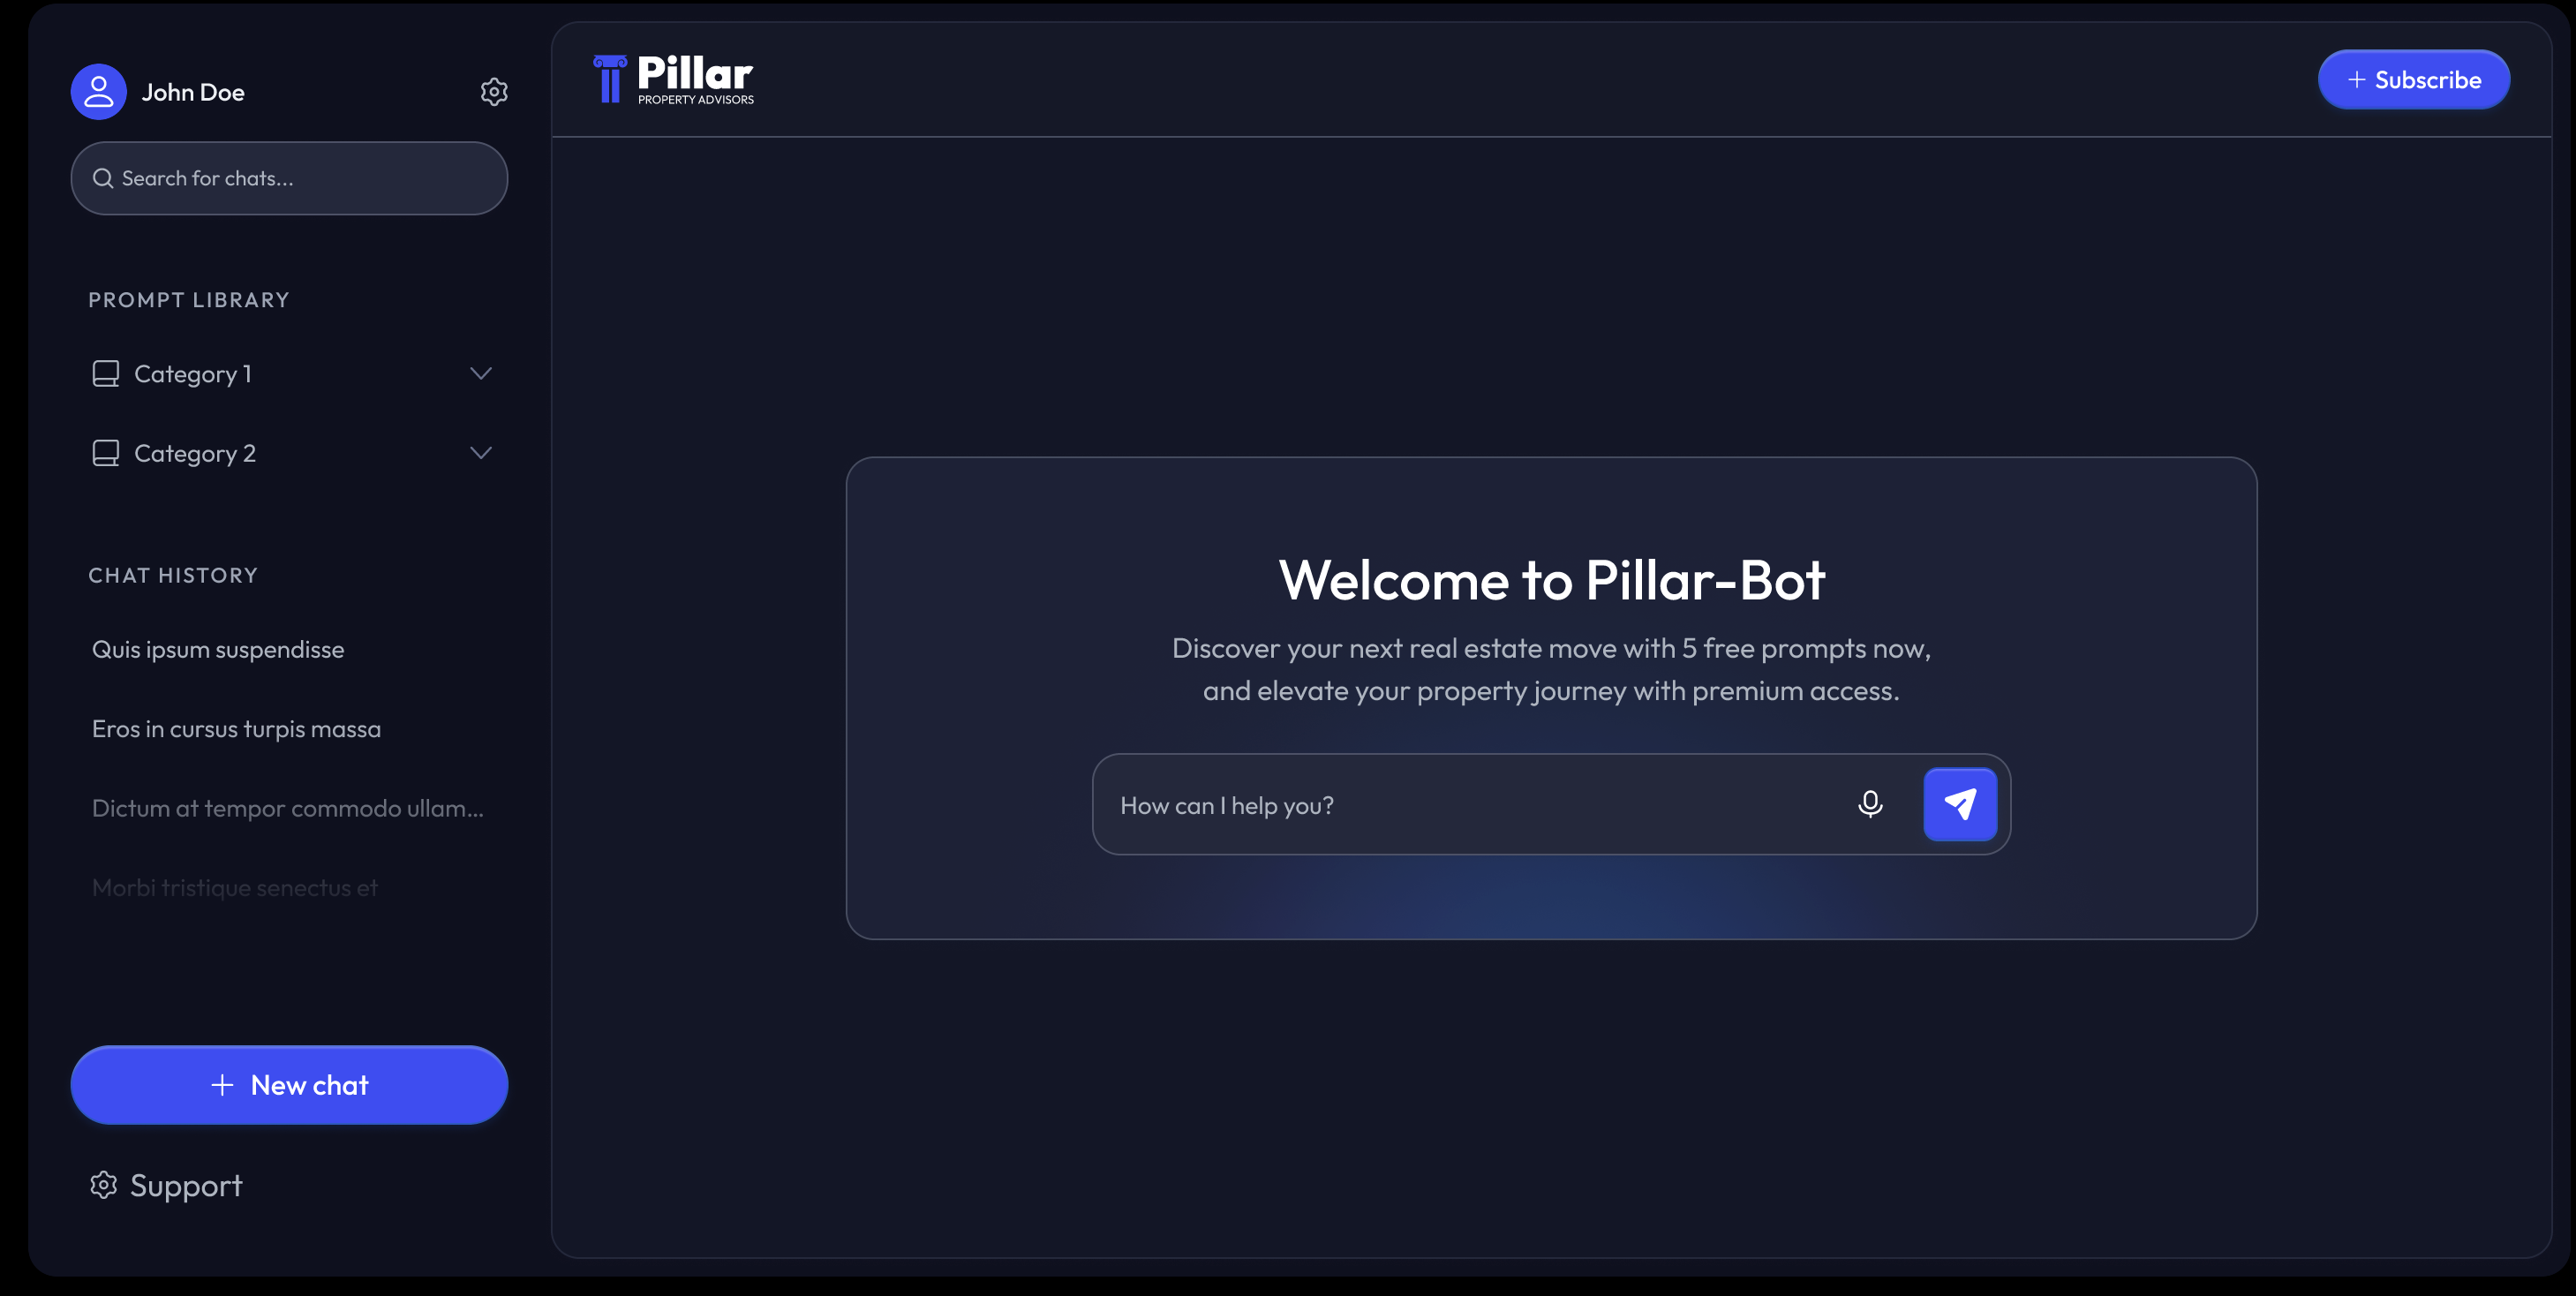 John Doe
Search for chats...
PROMPT LIBRARY
Category 1
Category 2
CHAT HISTORY
Quis ipsum suspendisse
Eros in cursus turpis massa
Dictum at tempor commodo ullam...
Morbi tristique senectus et
+ New chat
Support
Pillar
PROPERTY ADVISORS
+ Subscribe
Welcome to Pillar-Bot
Discover your next real estate move with 5 free prompts now,
and elevate your property journey with premium access.
How can I help you?